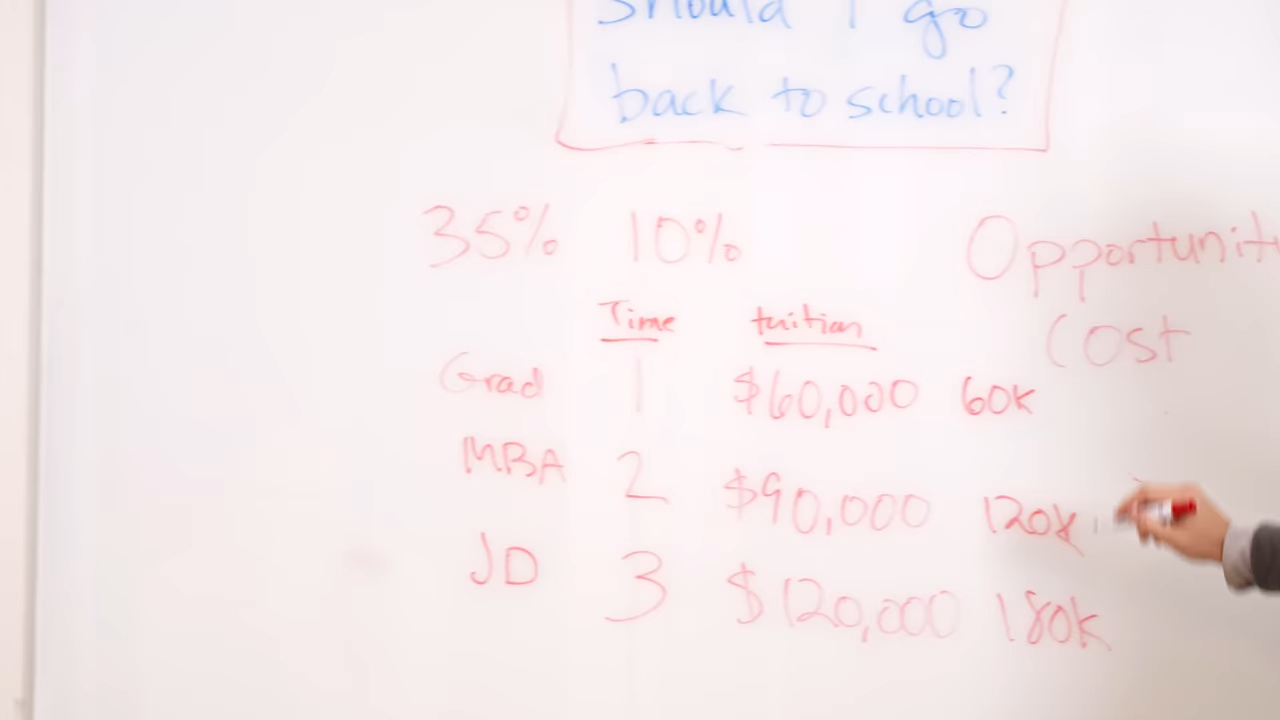 Should I go
back to school?
35% 10%
Opportunit
Cost
Time tuition
Grad 1 $60,000 60K
MBA 2 $90,000 120K
JD 3 $120,000 180K